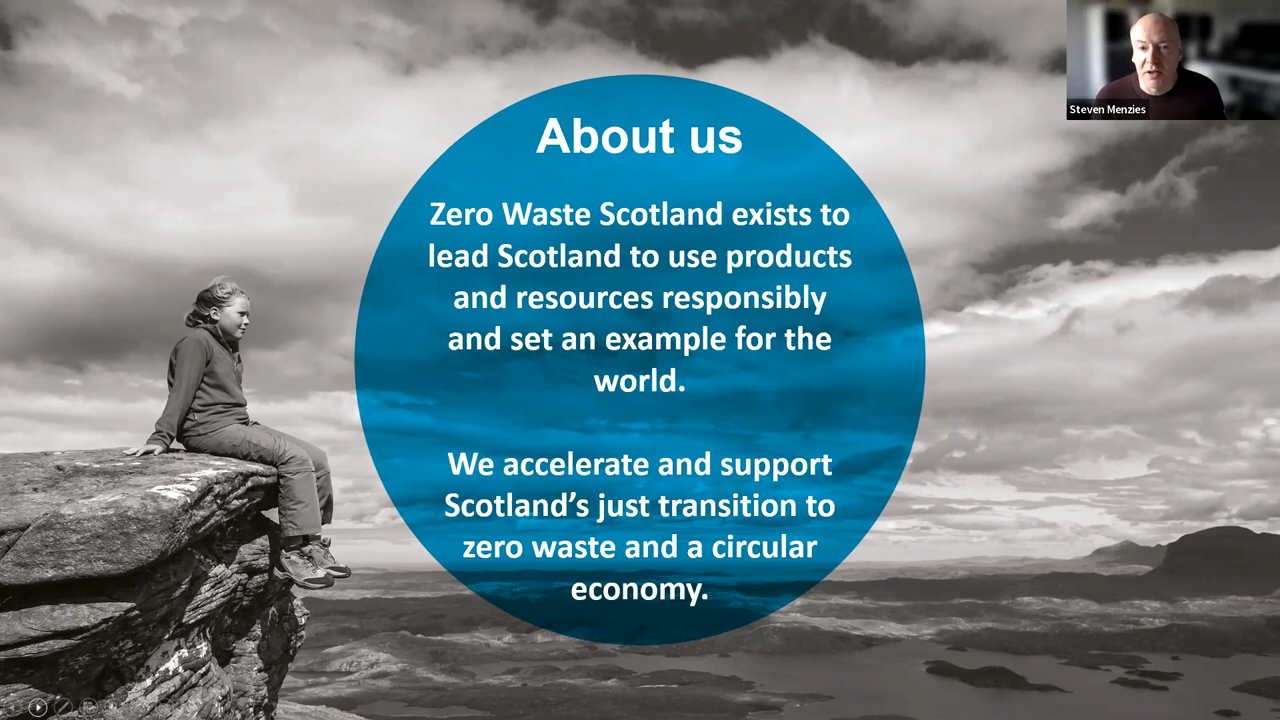 About us
Zero Waste Scotland exists to
lead Scotland to use products
and resources responsibly
and set an example for the
world.
We accelerate and support
Scotland’s just transition to
zero waste and a circular
economy.
Steven Menzies